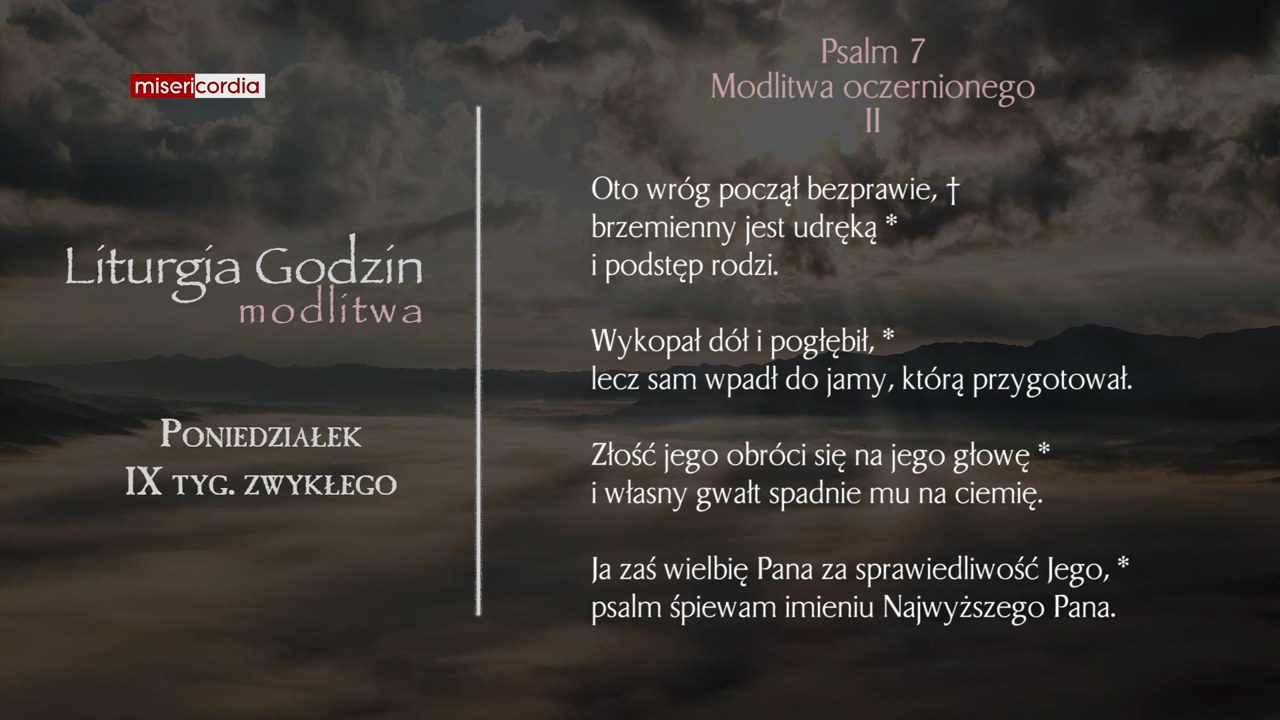 misericordia
Liturgia Godzin
modlitwa
Poniedziałek
IX tyg. zwykłego
Psalm 7
Modlitwa oczernionego
II
Oto wróg począł bezprawie, †
brzemienny jest udręką *
i podstęp rodzi.
Wykopał dół i pogłębił, *
lecz sam wpadł do jamy, którą przygotował.
Złość jego obróci się na jego głowę *
i własny gwałt spadnie mu na ciemię.
Ja zaś wielbię Pana za sprawiedliwość Jego, *
psalm śpiewam imieniu Najwyższego Pana.